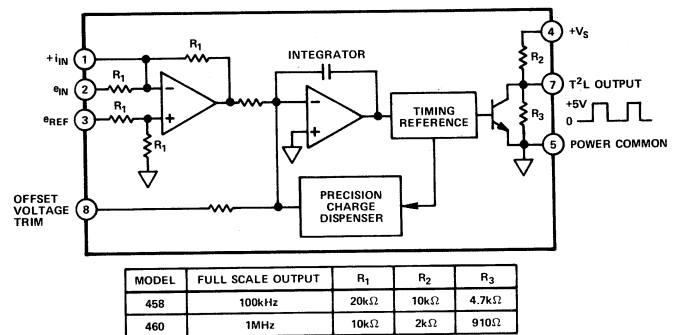 +iIN 1
R1
eIN 2
R1
eREF 3
R1
R1
OFFSET VOLTAGE TRIM 8
−
+
INTEGRATOR
−
+
TIMING REFERENCE
PRECISION CHARGE DISPENSER
4 +VS
R2
7 T²L OUTPUT
R3
+5V
0
5 POWER COMMON
MODEL FULL SCALE OUTPUT R1 R2 R3
458 100kHz 20kΩ 10kΩ 4.7kΩ
460 1MHz 10kΩ 2kΩ 910Ω